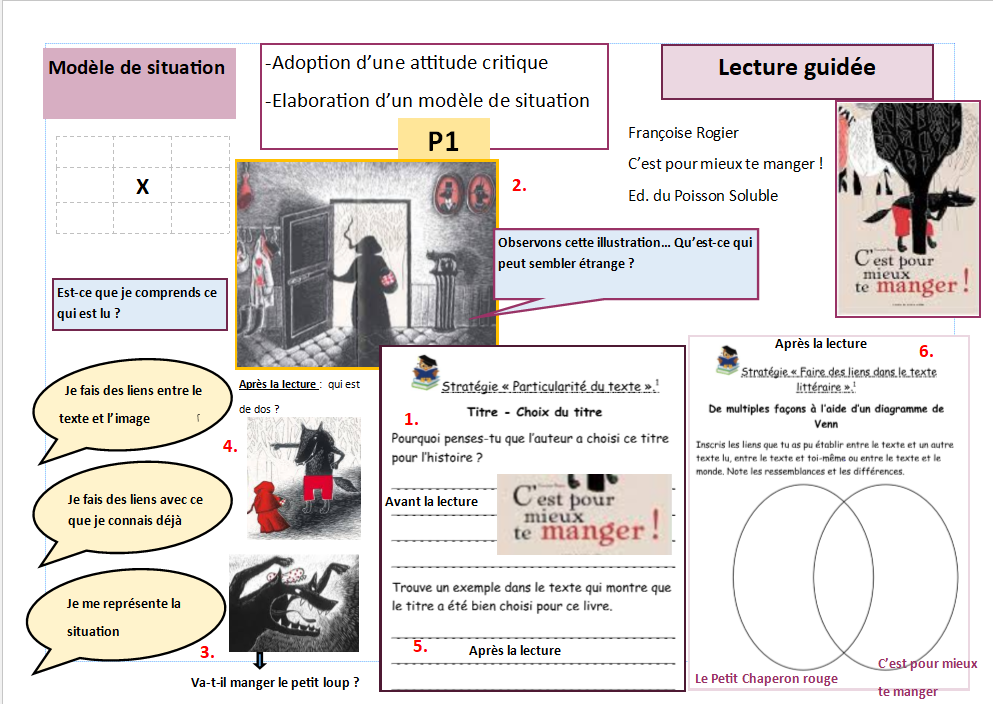 Modèle de situation
-Adoption d’une attitude critique
-Elaboration d’un modèle de situation
Lecture guidée
P1
X
Françoise Rogier
C’est pour mieux te manger !
Ed. du Poisson Soluble
C'est pour
mieux
te manger !
2.
Observons cette illustration… Qu’est-ce qui
peut sembler étrange ?
Est-ce que je comprends ce
qui est lu ?
Je fais des liens entre le
texte et l’image
Je fais des liens avec ce
que je connais déjà
Je me représente la
situation
Après la lecture : qui est
de dos ?
4.
3.
Va-t-il manger le petit loup ?
Stratégie « Particularité du texte ».1
1.
Titre - Choix du titre
Pourquoi penses-tu que l’auteur a choisi ce titre
pour l’histoire ?
Avant la lecture
C'est pour
mieux
te manger !
Trouve un exemple dans le texte qui montre que
le titre a été bien choisi pour ce livre.
5.
Après la lecture
Après la lecture
6.
Stratégie « Faire des liens dans le texte
littéraire ».1
De multiples façons à l’aide d’un diagramme de
Venn
Inscris les liens que tu as pu établir entre le texte et un autre
texte lu, entre le texte et toi-même ou entre le texte et le
monde. Note les ressemblances et les différences.
Le Petit Chaperon rouge
C’est pour mieux
te manger